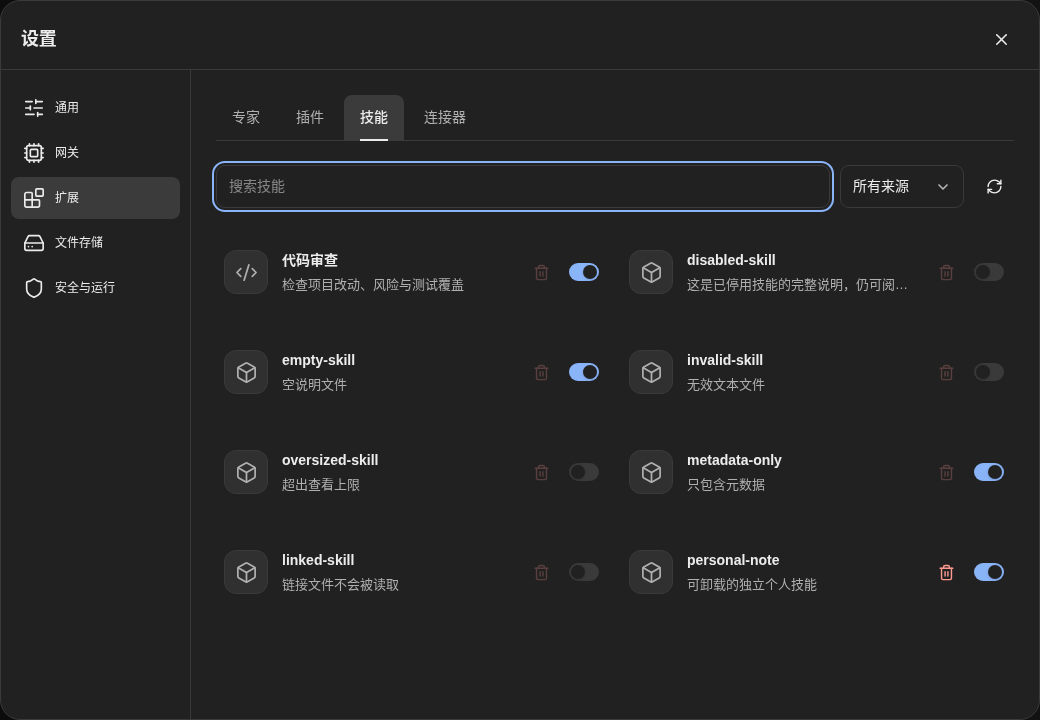 设置
通用
网关
扩展
文件存储
安全与运行
专家 插件 技能 连接器
搜索技能
所有来源
代码审查
检查项目改动、风险与测试覆盖
disabled-skill
这是已停用技能的完整说明，仍可阅…
empty-skill
空说明文件
invalid-skill
无效文本文件
oversized-skill
超出查看上限
metadata-only
只包含元数据
linked-skill
链接文件不会被读取
personal-note
可卸载的独立个人技能